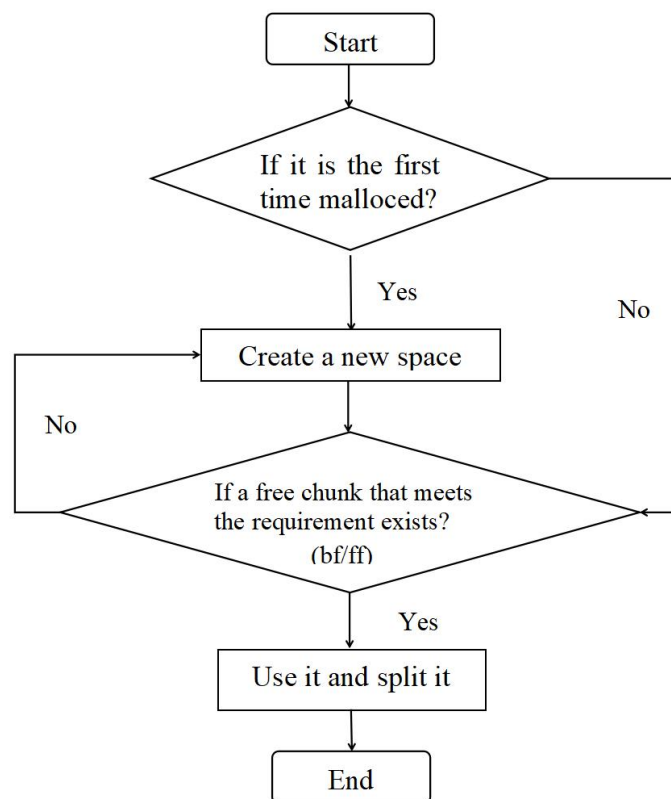 Start
If it is the first
time malloced?
Yes
No
Create a new space
No
If a free chunk that meets
the requirement exists?
(bf/ff)
Yes
Use it and split it
End